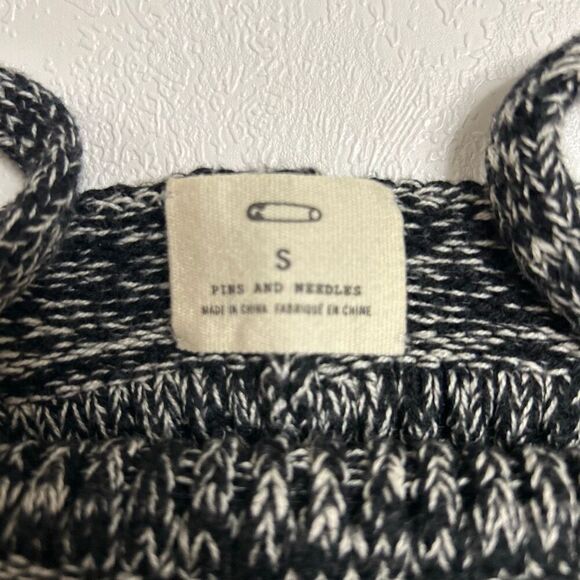 S
PINS AND NEEDLES
MADE IN CHINA FABRIQUÉ EN CHINE